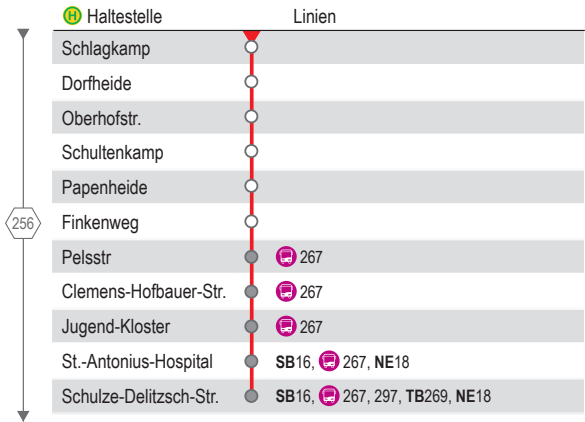 H Haltestelle Linien
Schlagkamp
Dorfheide
Oberhofstr.
Schultenkamp
Papenheide
256 Finkenweg
Pelsstr 267
Clemens-Hofbauer-Str. 267
Jugend-Kloster 267
St.-Antonius-Hospital SB16, 267, NE18
Schulze-Delitzsch-Str. SB16, 267, 297, TB269, NE18